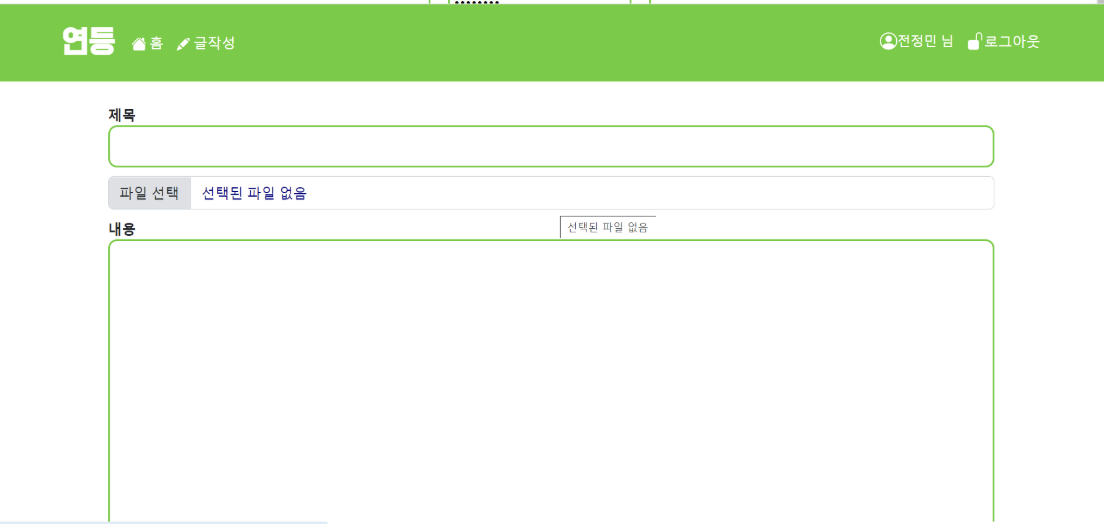 연등 홈 글작성 전정민 님 로그아웃
제목
파일 선택 선택된 파일 없음
선택된 파일 없음
내용